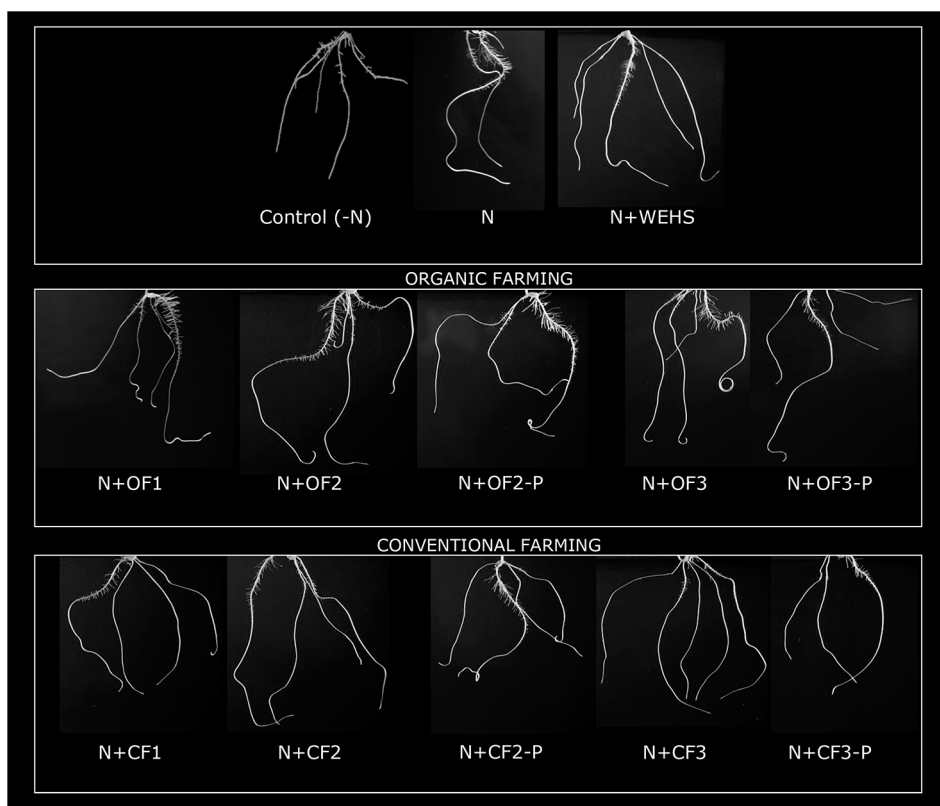 Control (-N) N N+WEHS
ORGANIC FARMING
N+OF1 N+OF2 N+OF2-P N+OF3 N+OF3-P
CONVENTIONAL FARMING
N+CF1 N+CF2 N+CF2-P N+CF3 N+CF3-P